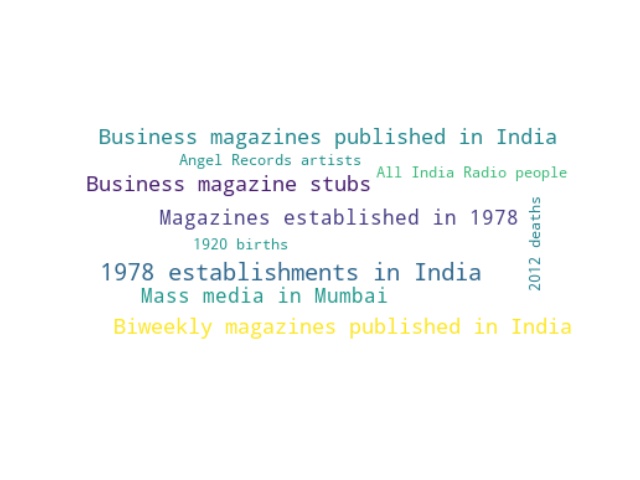 Business magazines published in India
Angel Records artists
All India Radio people
Business magazine stubs
Magazines established in 1978
2012 deaths
1920 births
1978 establishments in India
Mass media in Mumbai
Biweekly magazines published in India